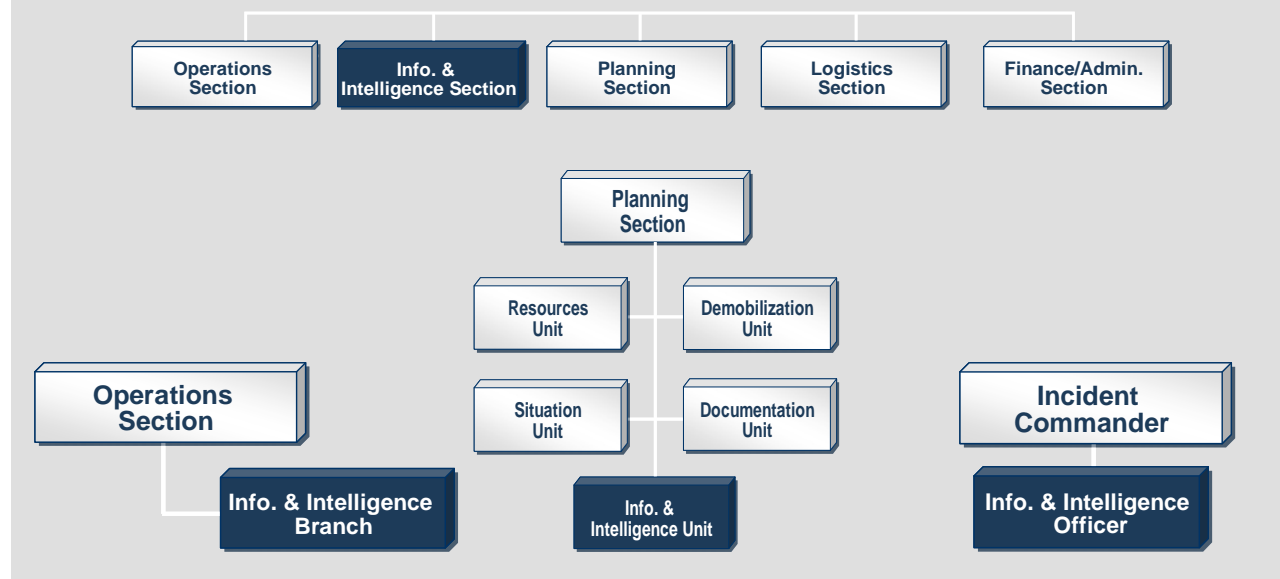 Operations
Section
Info. &
Intelligence Section
Planning
Section
Logistics
Section
Finance/Admin.
Section
Planning
Section
Resources
Unit
Demobilization
Unit
Operations
Section
Situation
Unit
Documentation
Unit
Incident
Commander
Info. & Intelligence
Branch
Info. &
Intelligence Unit
Info. & Intelligence
Officer